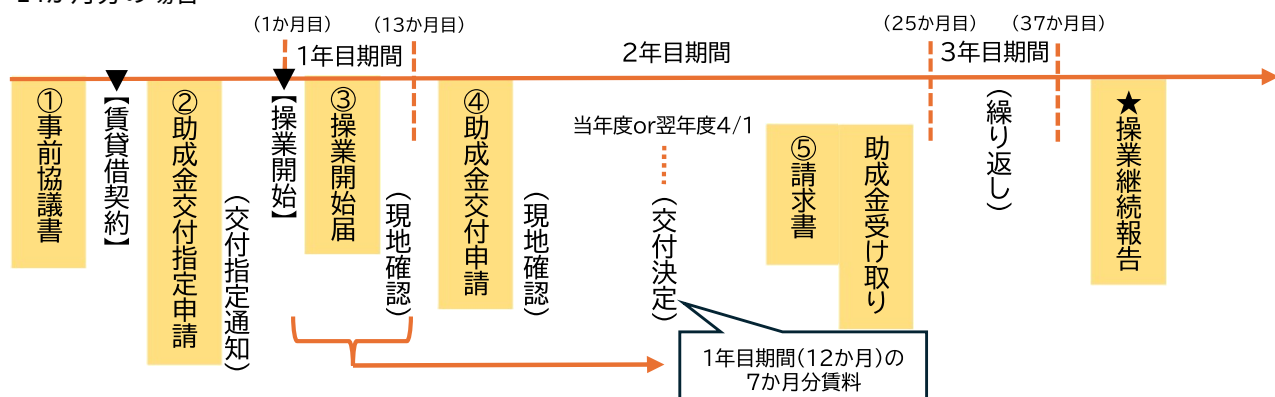 (1か月目)
(13か月目)
(25か月目)
(37か月目)
1年目期間
2年目期間
3年目期間
①事前協議書
【賃貸借契約】
②助成金交付指定申請
(交付指定通知)
【操業開始】
③操業開始届
(現地確認)
④助成金交付申請
(現地確認)
当年度or翌年度4/1
(交付決定)
⑤請求書
助成金受け取り
(繰り返し)
★操業継続報告
1年目期間(12か月)の
7か月分賃料